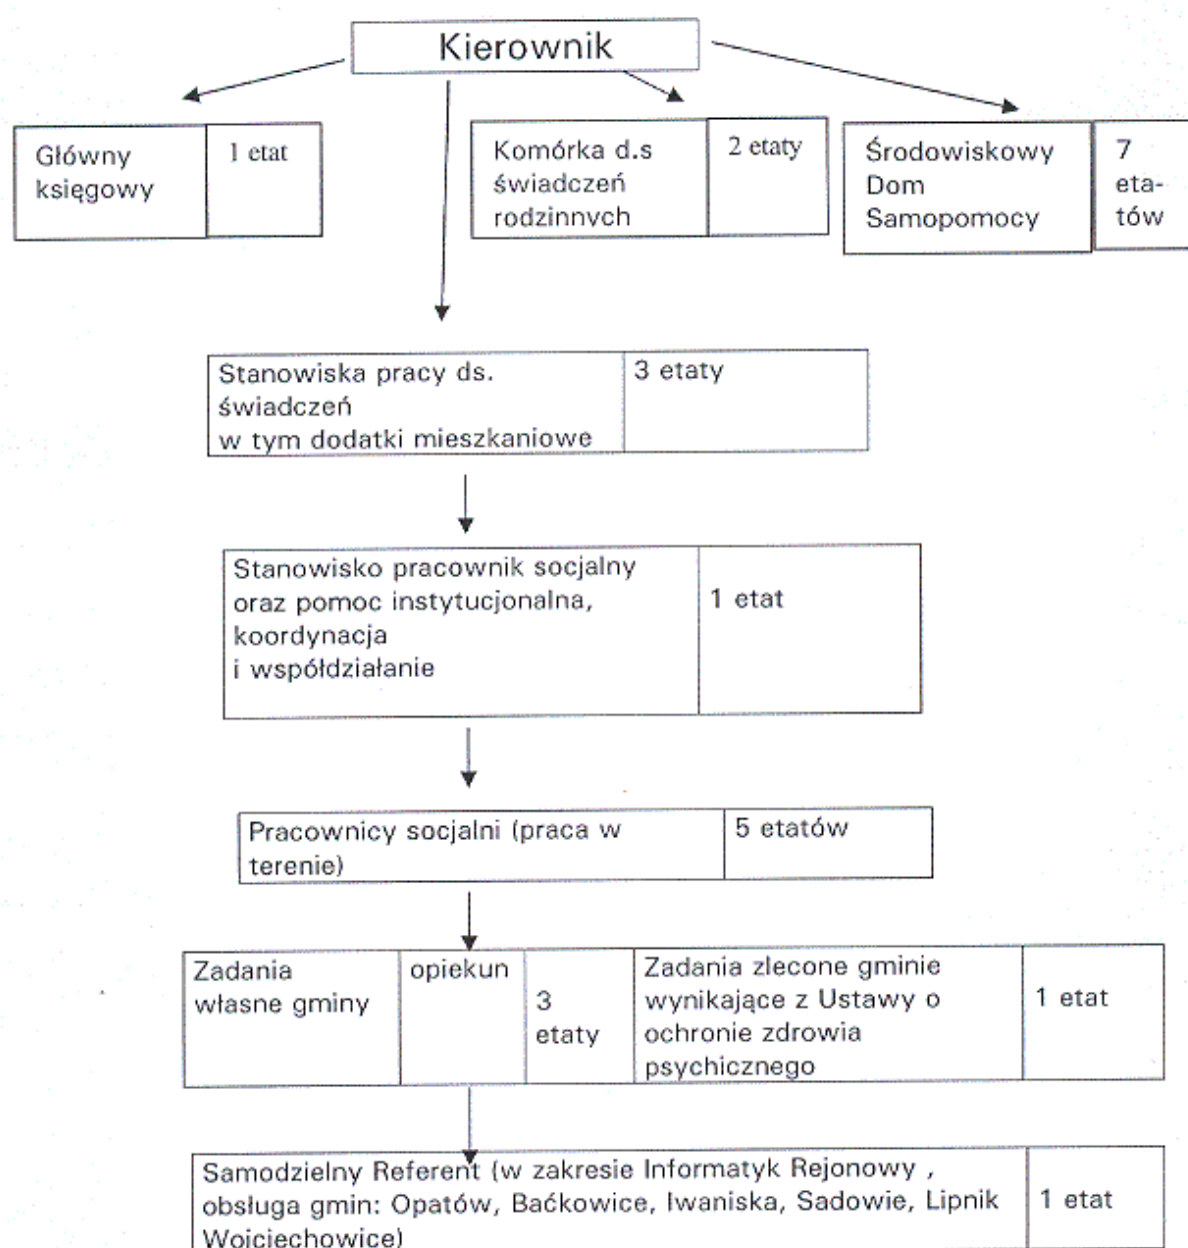 Kierownik
Główny
księgowy
1 etat
Komórka d.s
świadczeń
rodzinnych
2 etaty
Środowiskowy
Dom
Samopomocy
7
eta-
tów
Stanowiska pracy ds.
świadczeń
w tym dodatki mieszkaniowe
3 etaty
Stanowisko pracownik socjalny
oraz pomoc instytucjonalna,
koordynacja
i współdziałanie
1 etat
Pracownicy socjalni (praca w
terenie)
5 etatów
Zadania
własne gminy
opiekun
3
etaty
Zadania zlecone gminie
wynikające z Ustawy o
ochronie zdrowia
psychicznego
1 etat
Samodzielny Referent (w zakresie Informatyk Rejonowy ,
obsługa gmin: Opatów, Baćkowice, Iwaniska, Sadowie, Lipnik
Wojciechowice)
1 etat